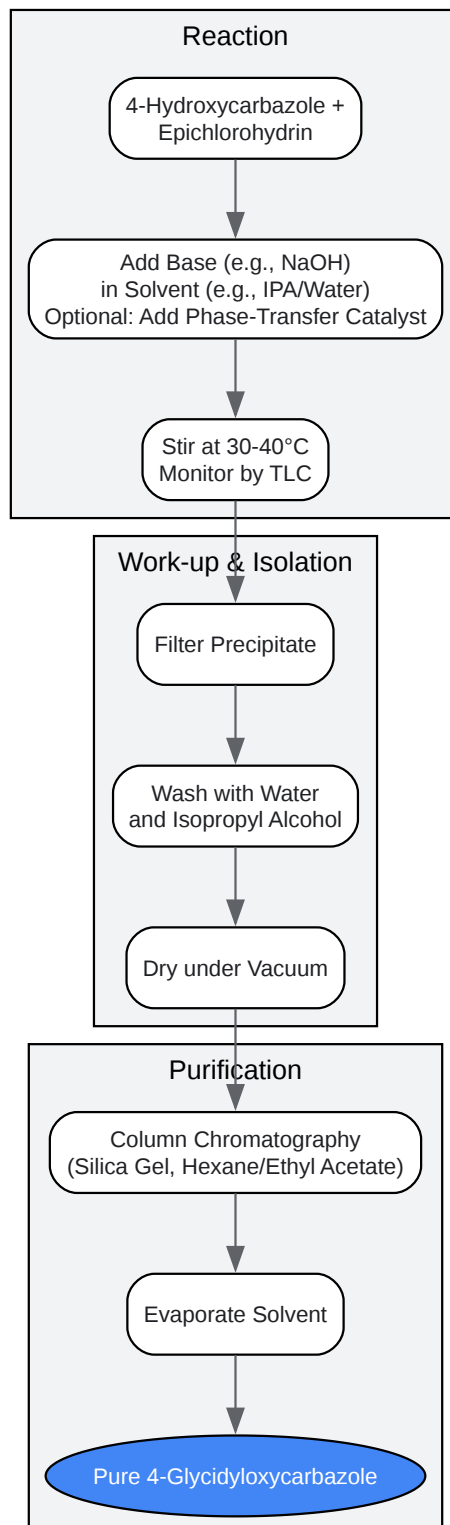 Reaction
4-Hydroxycarbazole +
Epichlorohydrin
Add Base (e.g., NaOH)
in Solvent (e.g., IPA/Water)
Optional: Add Phase-Transfer Catalyst
Stir at 30-40°C
Monitor by TLC
Work-up & Isolation
Filter Precipitate
Wash with Water
and Isopropyl Alcohol
Dry under Vacuum
Purification
Column Chromatography
(Silica Gel, Hexane/Ethyl Acetate)
Evaporate Solvent
Pure 4-Glycidyloxycarbazole